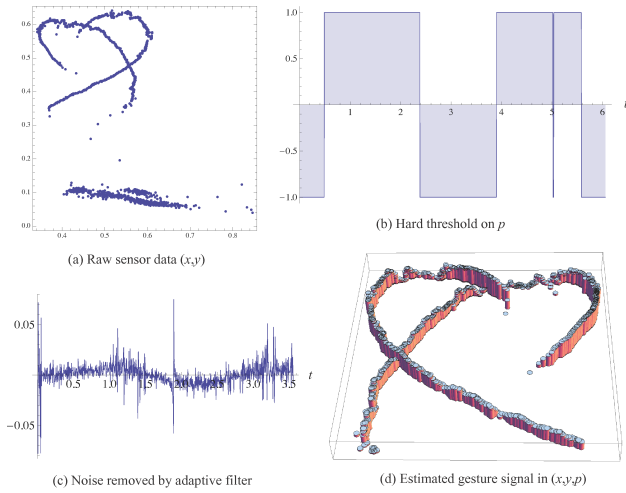 0.6
0.5
0.4
0.3
0.2
0.1
0.0
0.4 0.5 0.6 0.7 0.8
(a) Raw sensor data (x,y)
1.0
0.5
-0.5
-1.0
1 2 3 4 5 6
t
(b) Hard threshold on p
0.05
-0.05
0.5 1.0 1.5 2.0 2.5 3.0 3.5 t
(c) Noise removed by adaptive filter
(d) Estimated gesture signal in (x,y,p)